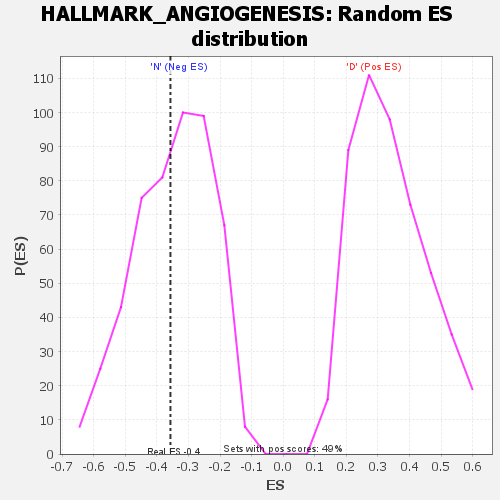 HALLMARK_ANGIOGENESIS: Random ES
distribution
'N' (Neg ES)
'D' (Pos ES)
110
100
90
80
70
60
50
40
30
20
10
0
P(ES)
Real ES -0.4
Sets with pos scores: 49%
-0.7 -0.6 -0.5 -0.4 -0.3 -0.2 -0.1 0.0 0.1 0.2 0.3 0.4 0.5 0.6
ES